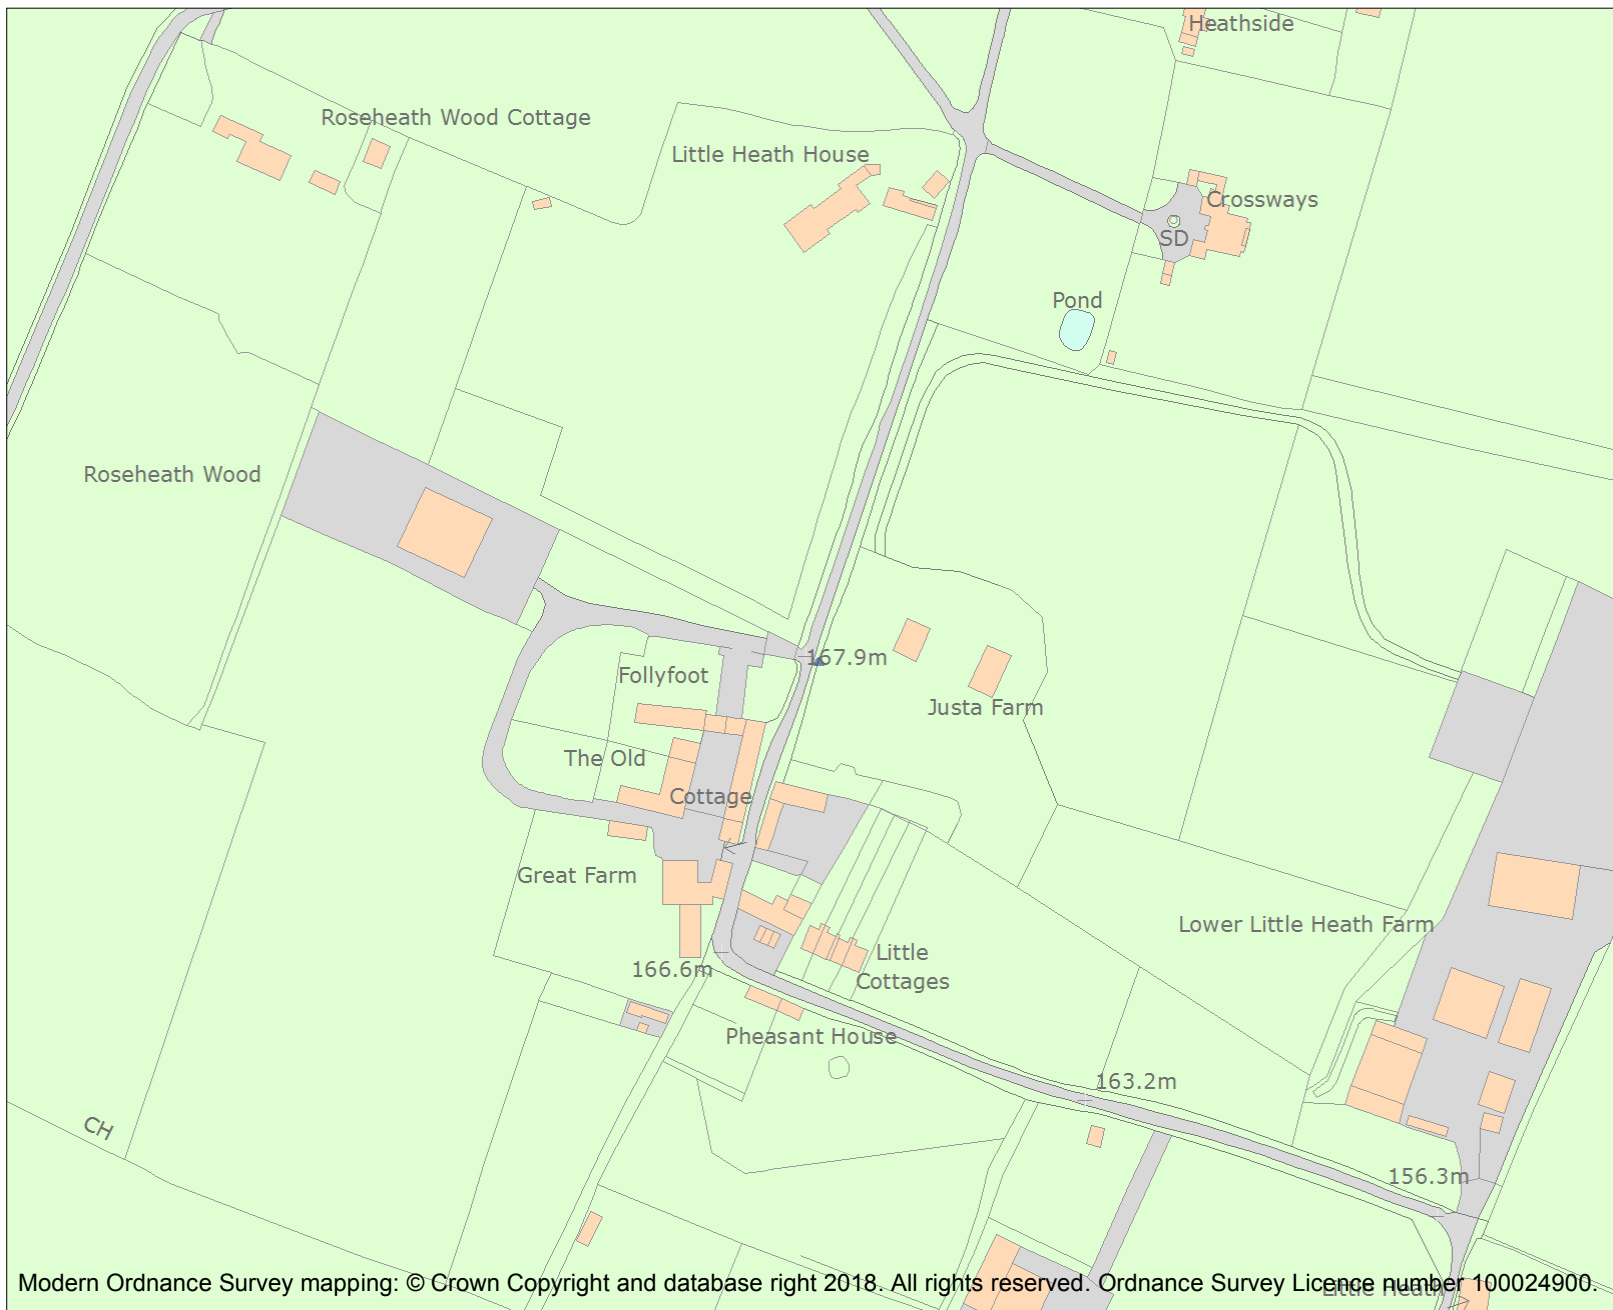 Heathside
Roseheath Wood Cottage
Little Heath House
Crossways
SD
Pond
Roseheath Wood
167.9m
Follyfoot
Justa Farm
The Old
Cottage
Great Farm
Lower Little Heath Farm
Little
Cottages
166.6m
Pheasant House
163.2m
CH
156.3m
Little Heath
Modern Ordnance Survey mapping: © Crown Copyright and database right 2018. All rights reserved. Ordnance Survey Licence number 100024900.